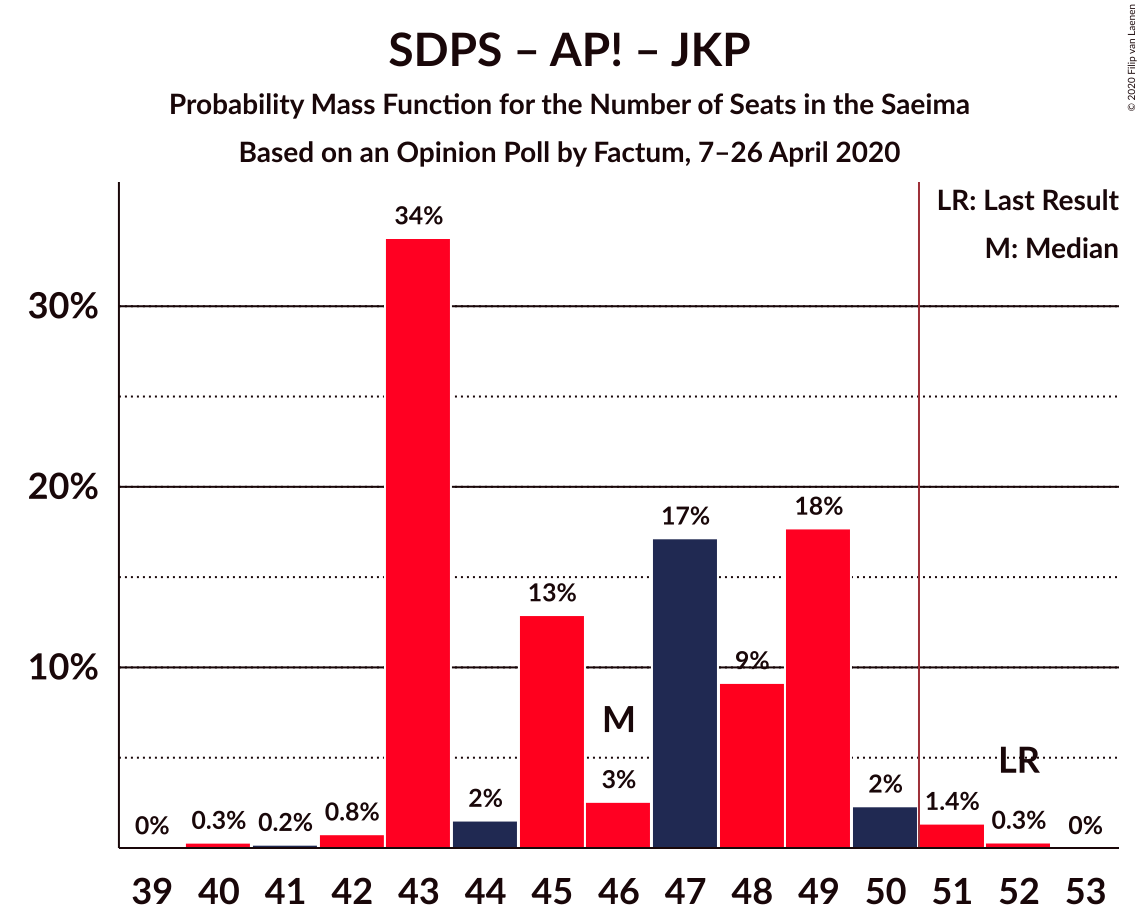 SDPS – AP! – JKP
Probability Mass Function for the Number of Seats in the Saeima
Based on an Opinion Poll by Factum, 7–26 April 2020
© 2020 Filip van Laenen
LR: Last Result
M: Median
30%
20%
10%
0%
0.3%
0.2%
0.8%
34%
2%
13%
3%
17%
9%
18%
2%
1.4%
0.3%
0%
M
LR
39 40 41 42 43 44 45 46 47 48 49 50 51 52 53